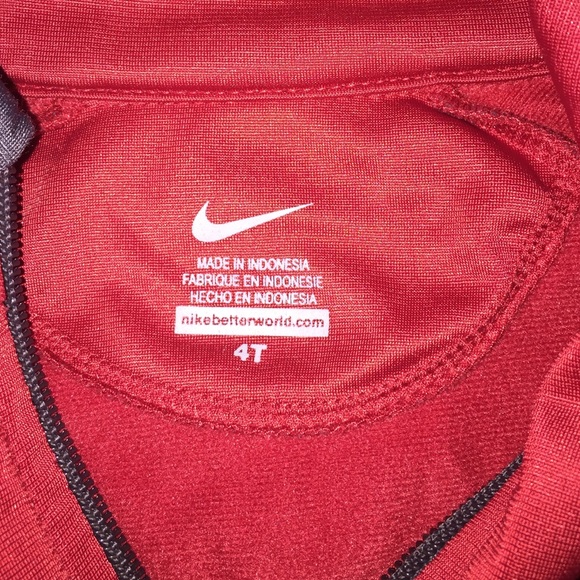 MADE IN INDONESIA
FABRIQUE EN INDONESIE
HECHO EN INDONESIA
nikebetterworld.com
4T